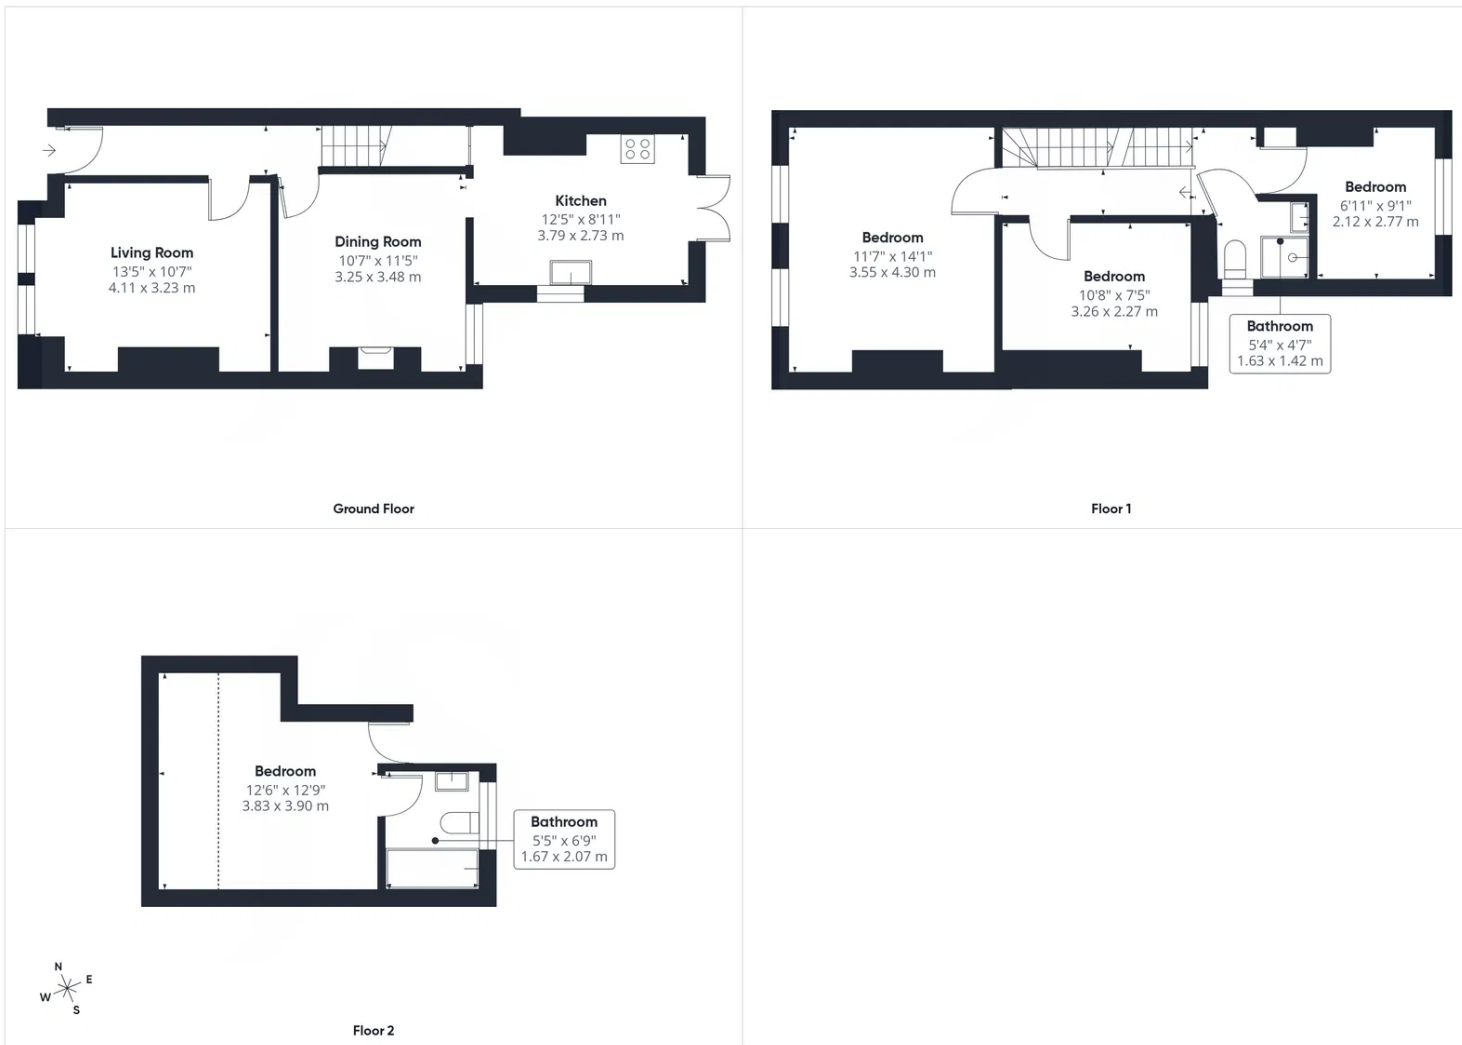 Living Room
13'5" x 10'7"
4.11 x 3.23 m
Dining Room
10'7" x 11'5"
3.25 x 3.48 m
Kitchen
12'5" x 8'11"
3.79 x 2.73 m
Ground Floor
Bedroom
11'7" x 14'1"
3.55 x 4.30 m
Bedroom
10'8" x 7'5"
3.26 x 2.27 m
Bedroom
6'11" x 9'1"
2.12 x 2.77 m
Bathroom
5'4" x 4'7"
1.63 x 1.42 m
Floor 1
Bedroom
12'6" x 12'9"
3.83 x 3.90 m
Bathroom
5'5" x 6'9"
1.67 x 2.07 m
N
E
W
S
Floor 2